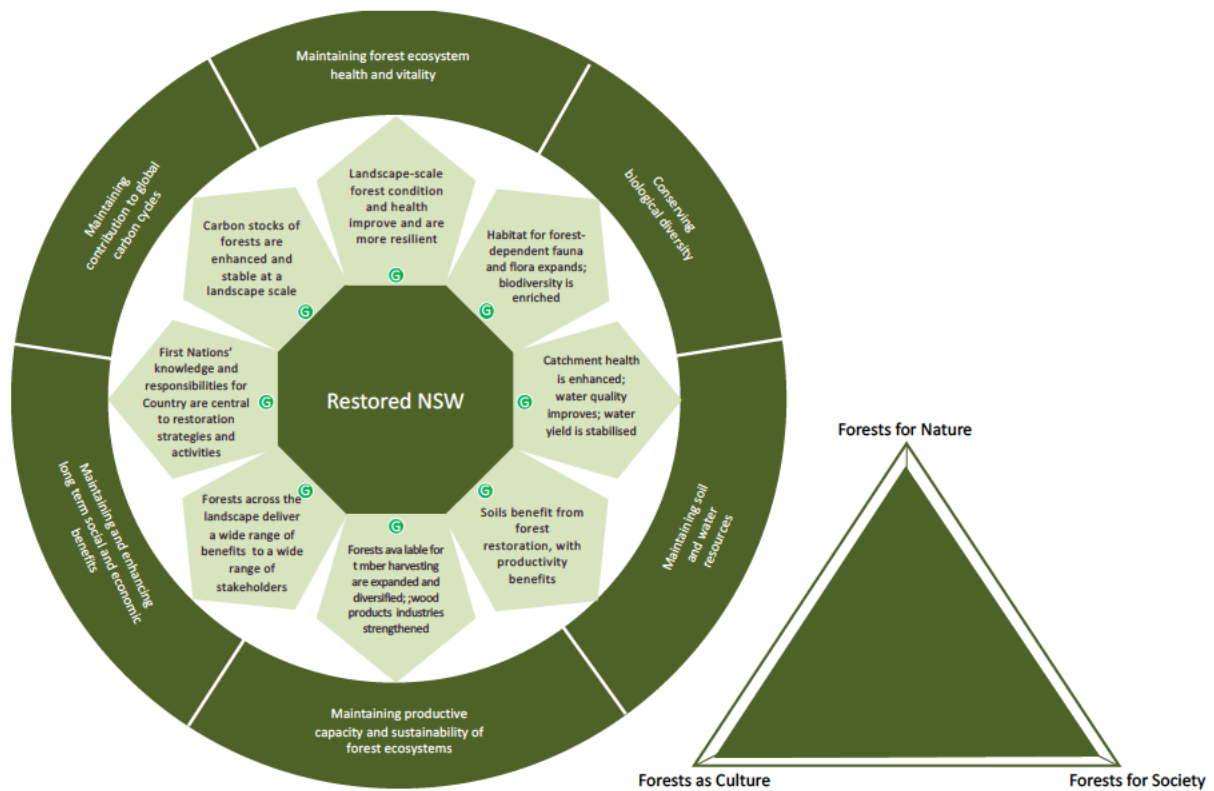 Maintaining forest ecosystem
health and vitality
Conserving
biological diversity
Maintaining soil
and water
resources
Maintaining productive
capacity and sustainability of
forest ecosystems
Maintaining and enhancing
long term social and economic
benefits
Maintaining
contribution to global
carbon cycles
Landscape-scale
forest condition
and health
improve and are
more resilient
G
Habitat for forest-
dependent fauna
and flora expands;
biodiversity is
enriched
G
Catchment health
is enhanced;
water quality
improves; water
yield is stabilised
G
Soils benefit from
forest
restoration, with
productivity
benefits
G
Forests ava lable for
t mber harvesting
are expanded and
diversified; ;wood
products industries
strengthened
G
Forests across the
landscape deliver
a wide range of
benefits to a wide
range of
stakeholders
G
First Nations'
knowledge and
responsibilities for
Country are central
to restoration
strategies and
activities
G
Carbon stocks of
forests are
enhanced and
stable at a
landscape scale
G
Restored NSW
Forests for Nature
Forests as Culture
Forests for Society